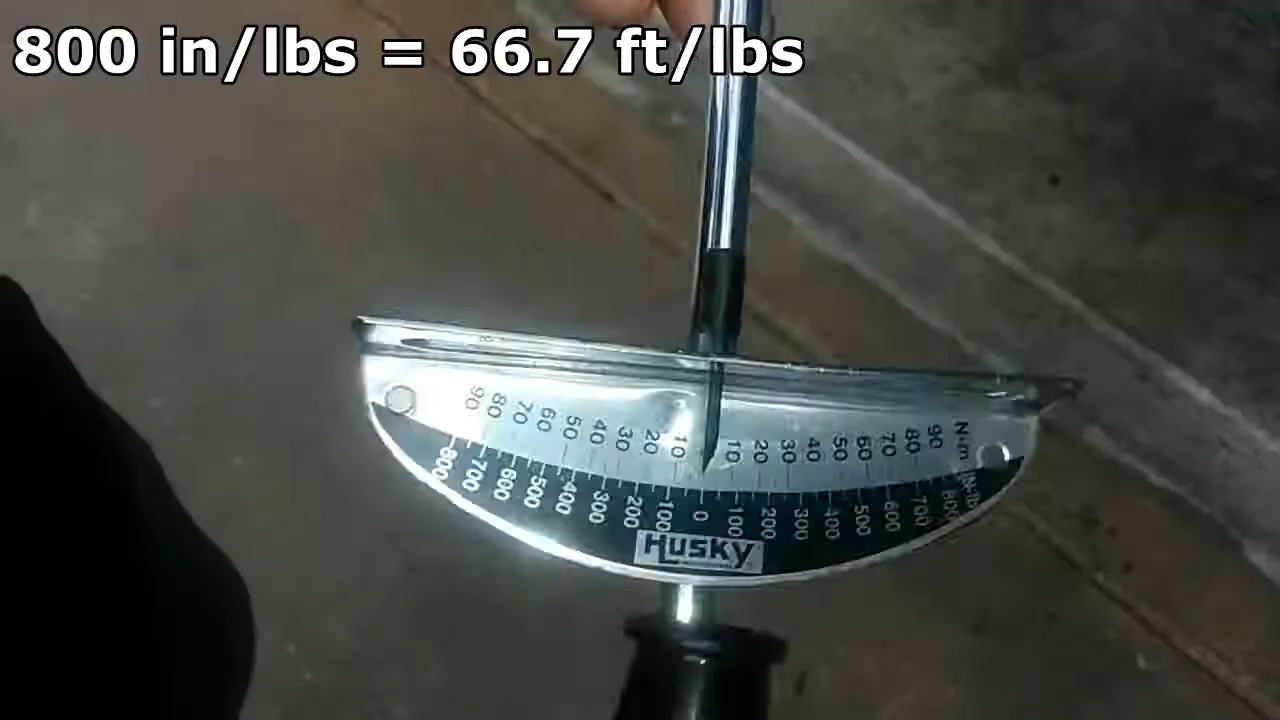 800 in/lbs = 66.7 ft/lbs
90 80 70 60 50 40 30 20 10 10 20 30 40 50 60 70 80 90 N·m
800 700 600 500 400 300 200 100 0 100 200 300 400 500 600 700 800
Husky